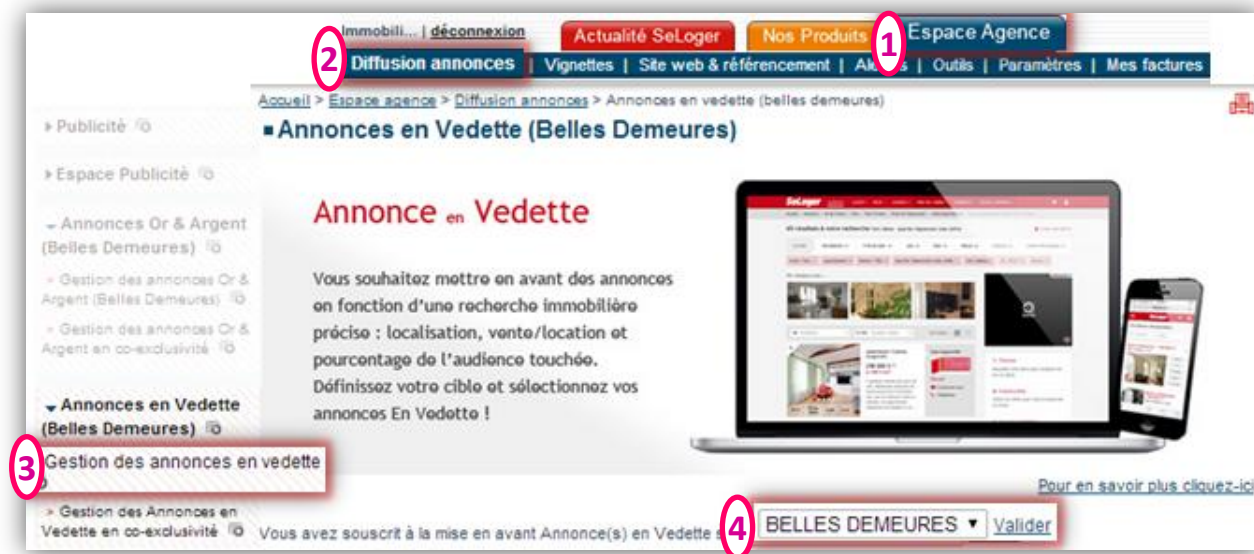 Immobili... | déconnexion
Actualité SeLoger
Nos Produits
1
Espace Agence
2
Diffusion annonces | Vignettes | Site web & référencement | | Outils | Paramètres | Mes factures
Accueil > Espace agence > Diffusion annonces > Annonces en vedette (belles demeures)
Publicité
Espace Publicité
Annonces Or & Argent
(Belles Demeures)
Gestion des annonces Or &
Argent (Belles Demeures)
Gestion des annonces Or &
Argent en co-exclusivité
Annonces en Vedette
(Belles Demeures)
3
Gestion des annonces en vedette
Gestion des Annonces en
Vedette en co-exclusivité
Annonces en Vedette (Belles Demeures)
Annonce en Vedette
Vous souhaitez mettre en avant des annonces
en fonction d'une recherche immobilière
précise : localisation, vente/location et
pourcentage de l'audience touchée.
Définissez votre cible et sélectionnez vos
annonces En Vedette !
SeLoger
Pour en savoir plus cliquez-ici
Vous avez souscrit à la mise en avant Annonce(s) en Vedette s
4
BELLES DEMEURES
Valider